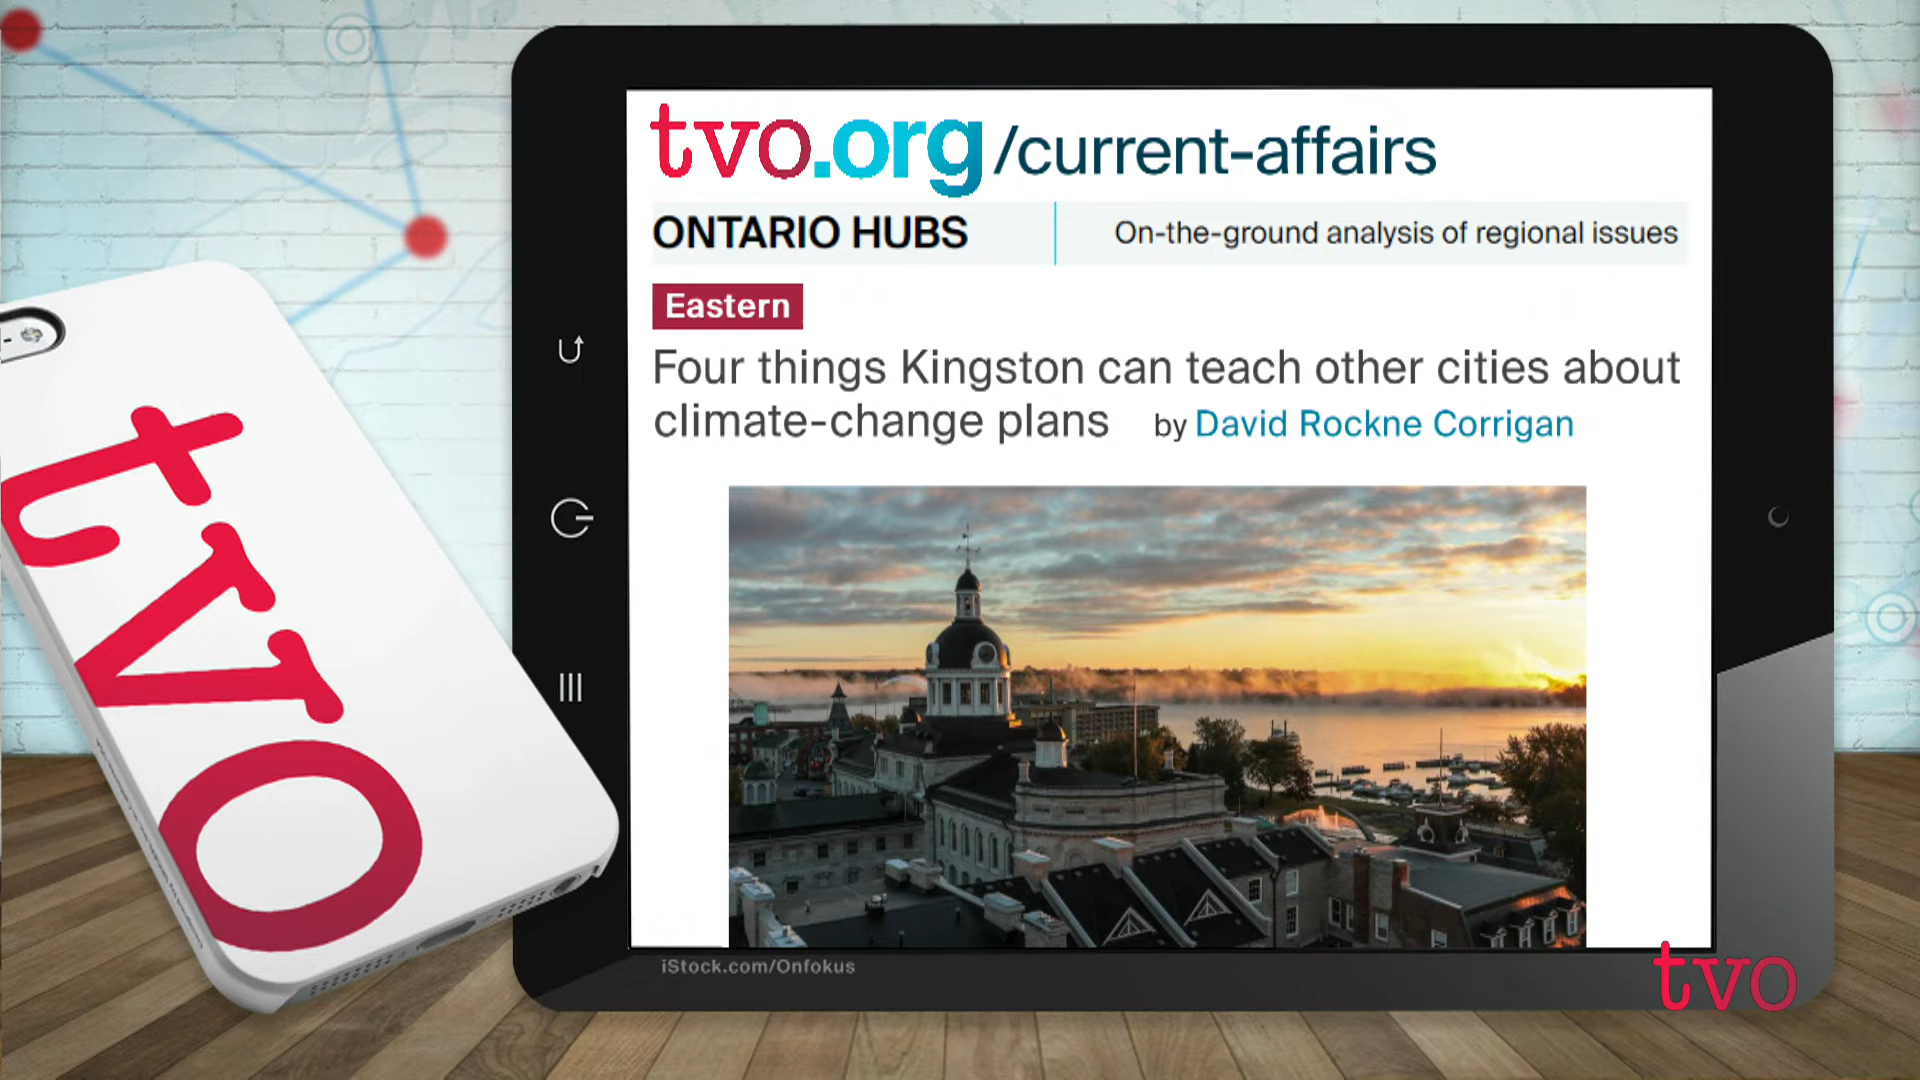 tvo.org/current-affairs
ONTARIO HUBS
On-the-ground analysis of regional issues
Eastern
Four things Kingston can teach other cities about
climate-change plans by David Rockne Corrigan
tvo
iStock.com/Onfokus
tvo